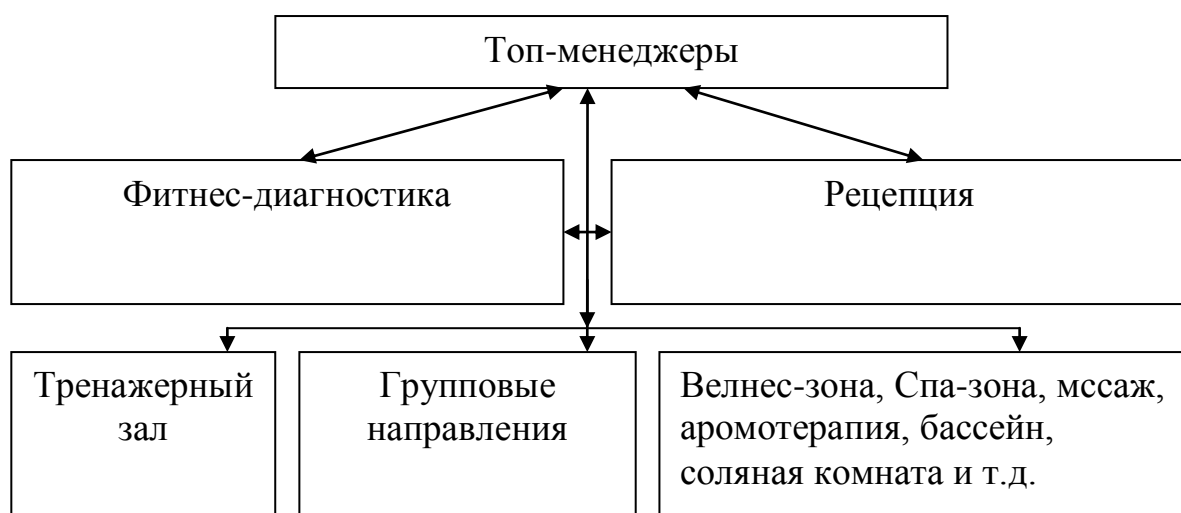 Топ-менеджеры
Фитнес-диагностика
Рецепция
Тренажерный
зал
Групповые
направления
Велнес-зона, Спа-зона, мссаж,
аромотерапия, бассейн,
соляная комната и т.д.